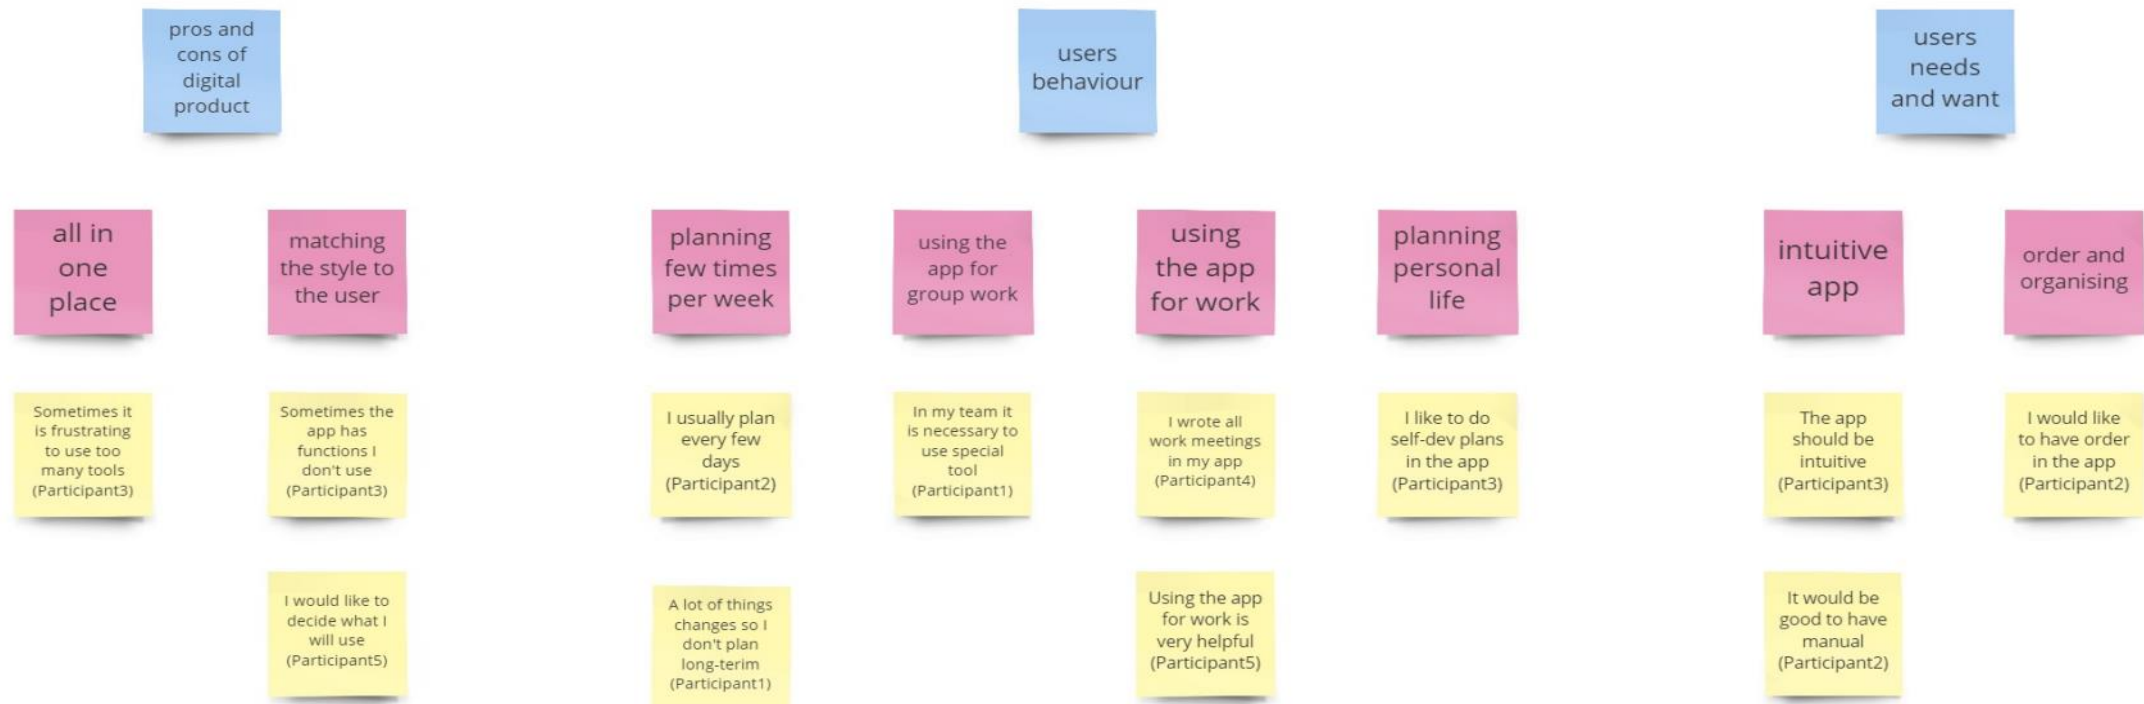 pros and
cons of
digital
product
users
behaviour
users
needs
and want
all in
one
place
matching
the style to
the user
planning
few times
per week
using the
app for
group work
using
the app
for work
planning
personal
life
intuitive
app
order and
organising
Sometimes it
is frustrating
to use too
many tools
(Participant3)
Sometimes the
app has
functions I
don't use
(Participant3)
I usually plan
every few
days
(Participant2)
In my team it
is necessary to
use special
tool
(Participant1)
I wrote all
work meetings
in my app
(Participant4)
I like to do
self-dev plans
in the app
(Participant3)
The app
should be
intuitive
(Participant3)
I would like
to have order
in the app
(Participant2)
I would like to
decide what I
will use
(Participant5)
A lot of things
changes so I
don't plan
long-terim
(Participant1)
Using the app
for work is
very helpful
(Participant5)
It would be
good to have
manual
(Participant2)